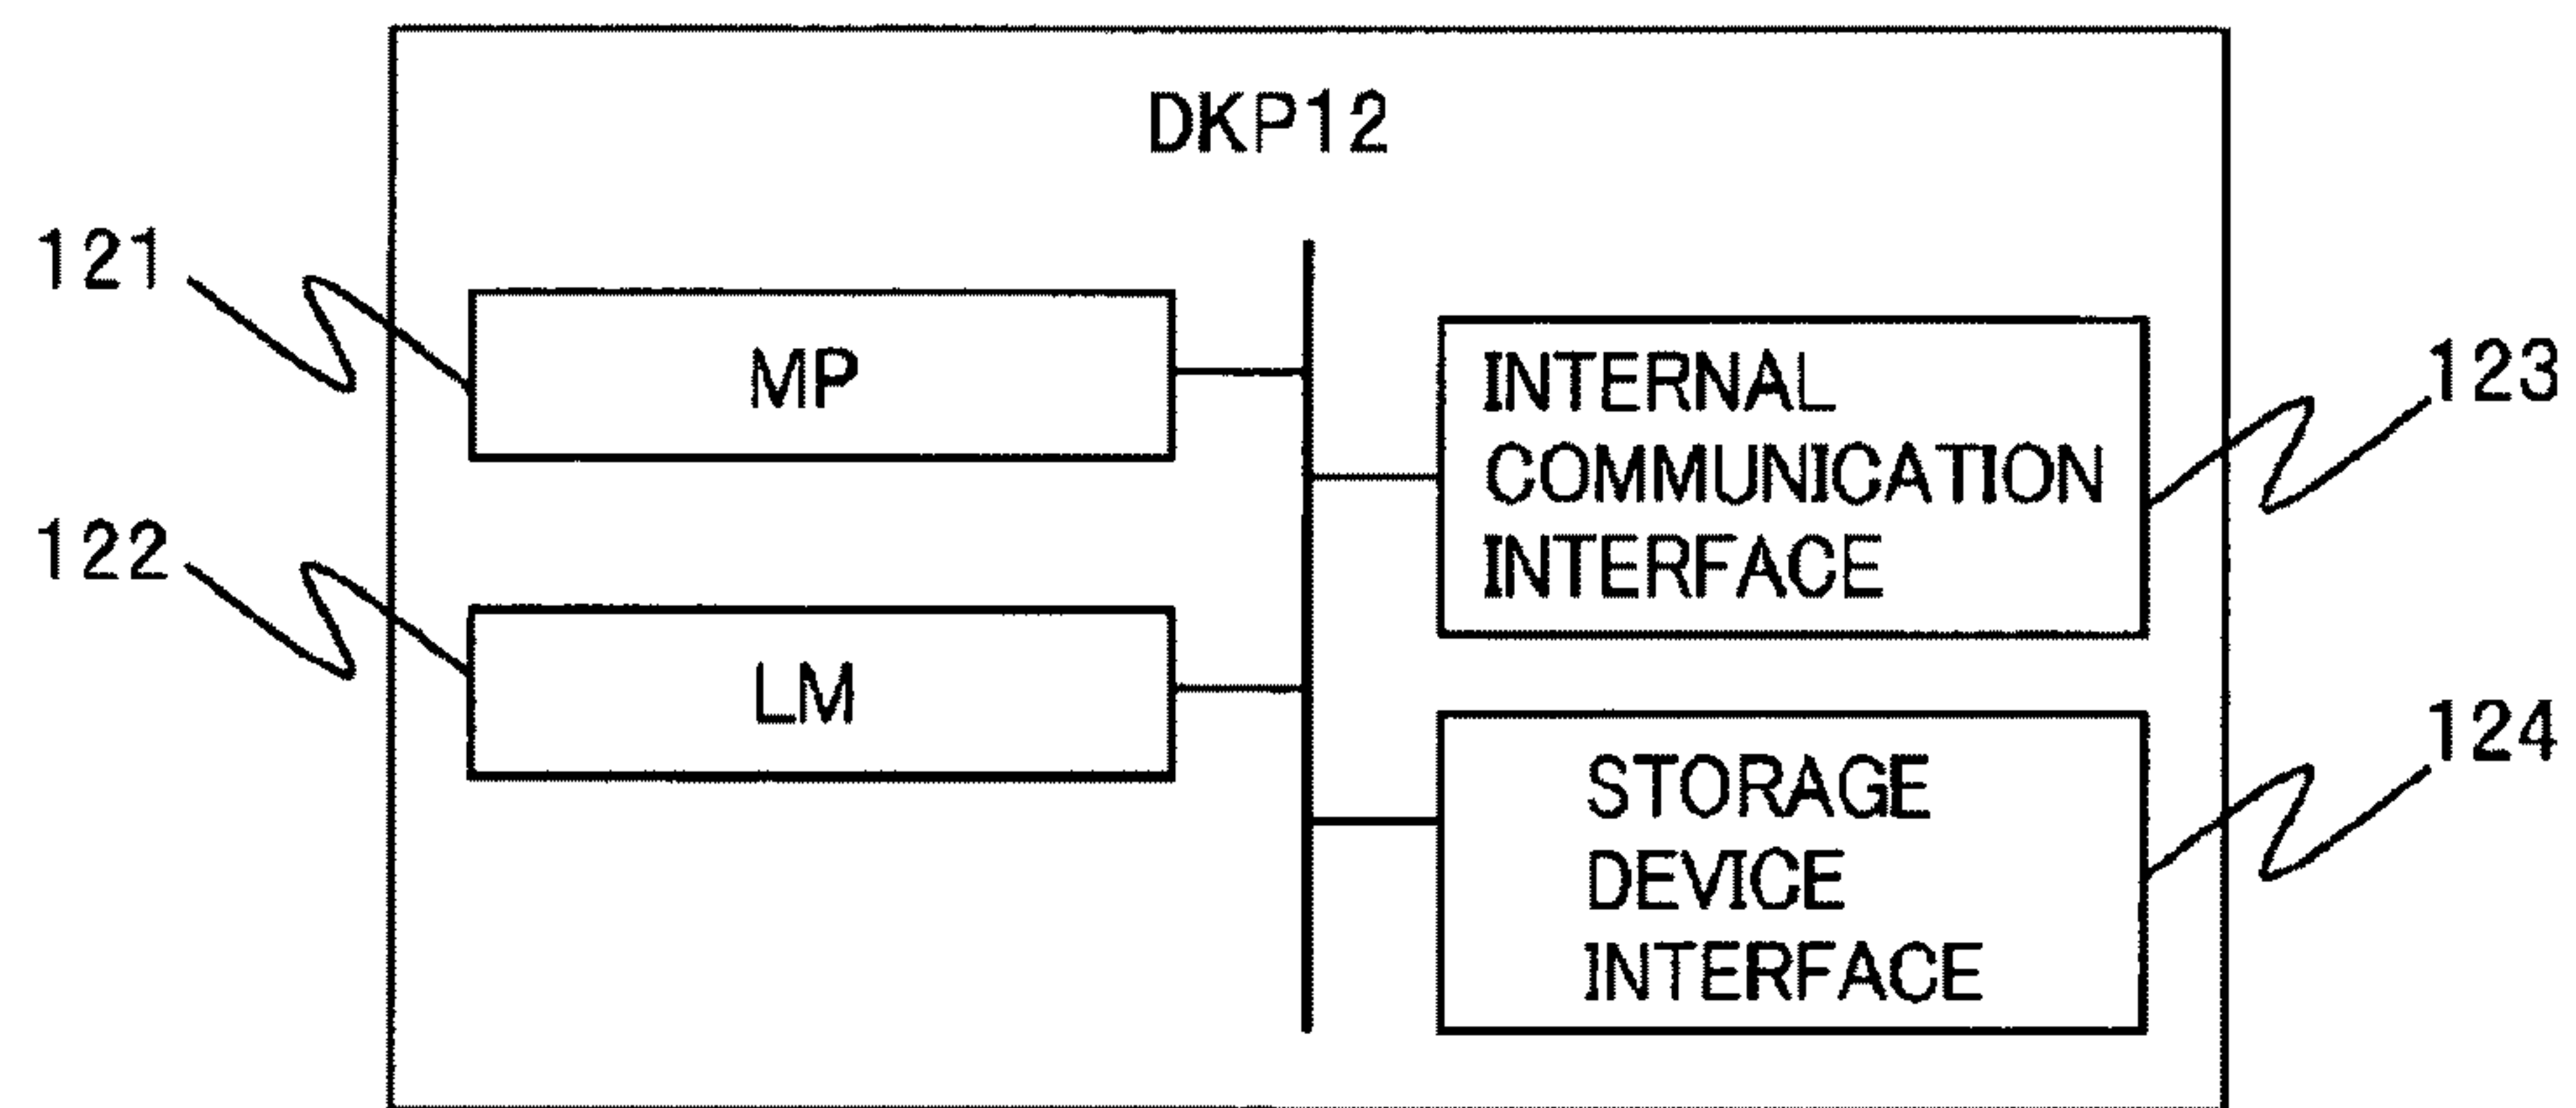 DKP12
121
MP
122
LM
INTERNAL
COMMUNICATION
INTERFACE
123
STORAGE
DEVICE
INTERFACE
124